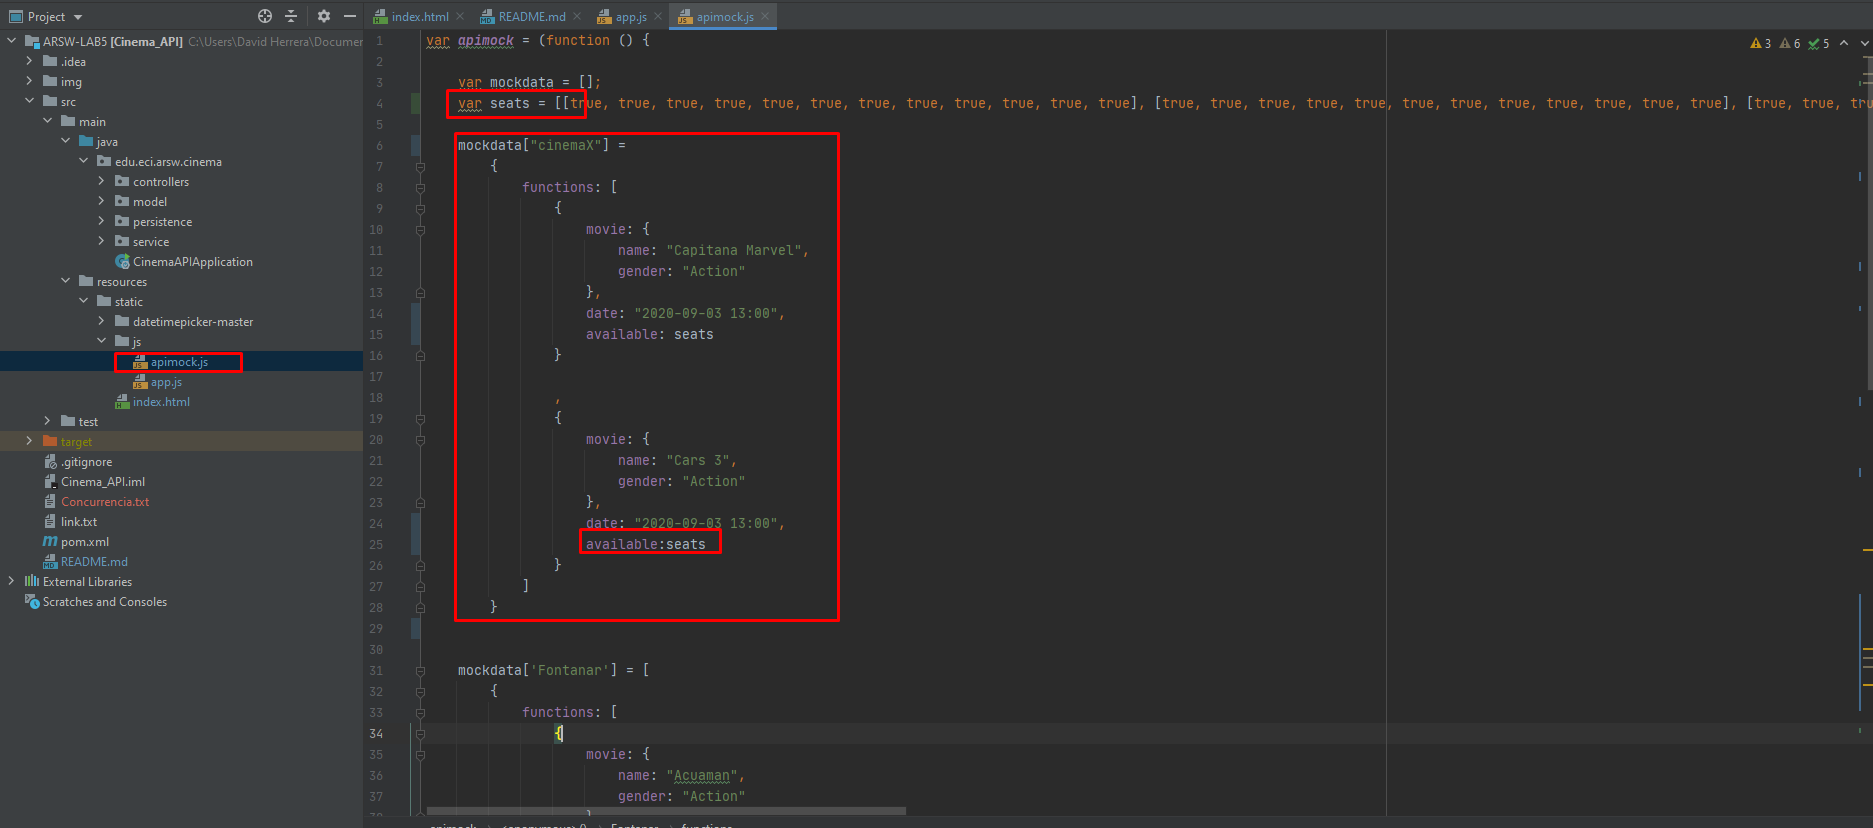 Project
ARSW-LAB5 [Cinema_API] C:\Users\David Herrera\Documen
.idea
img
src
main
java
edu.eci.arsw.cinema
controllers
model
persistence
service
CinemaAPIApplication
resources
static
datetimepicker-master
js
apimock.js
app.js
index.html
test
target
.gitignore
Cinema_API.iml
Concurrencia.txt
link.txt
pom.xml
README.md
External Libraries
Scratches and Consoles
index.html README.md app.js apimock.js
3 6 5
1 var apimock = (function () {
2
3 var mockdata = [];
4 var seats = [[true, true, true, true, true, true, true, true, true, true, true, true], [true, true, true, true, true, true, true, true, true, true, true, true], [true, true, tru
5
6 mockdata["cinemaX"] =
7 {
8 functions: [
9 {
10 movie: {
11 name: "Capitana Marvel",
12 gender: "Action"
13 },
14 date: "2020-09-03 13:00",
15 available: seats
16 }
17
18 ,
19 {
20 movie: {
21 name: "Cars 3",
22 gender: "Action"
23 },
24 date: "2020-09-03 13:00",
25 available:seats
26 }
27 ]
28 }
29
30
31 mockdata['Fontanar'] = [
32 {
33 functions: [
34 {
35 movie: {
36 name: "Acuaman",
37 gender: "Action"